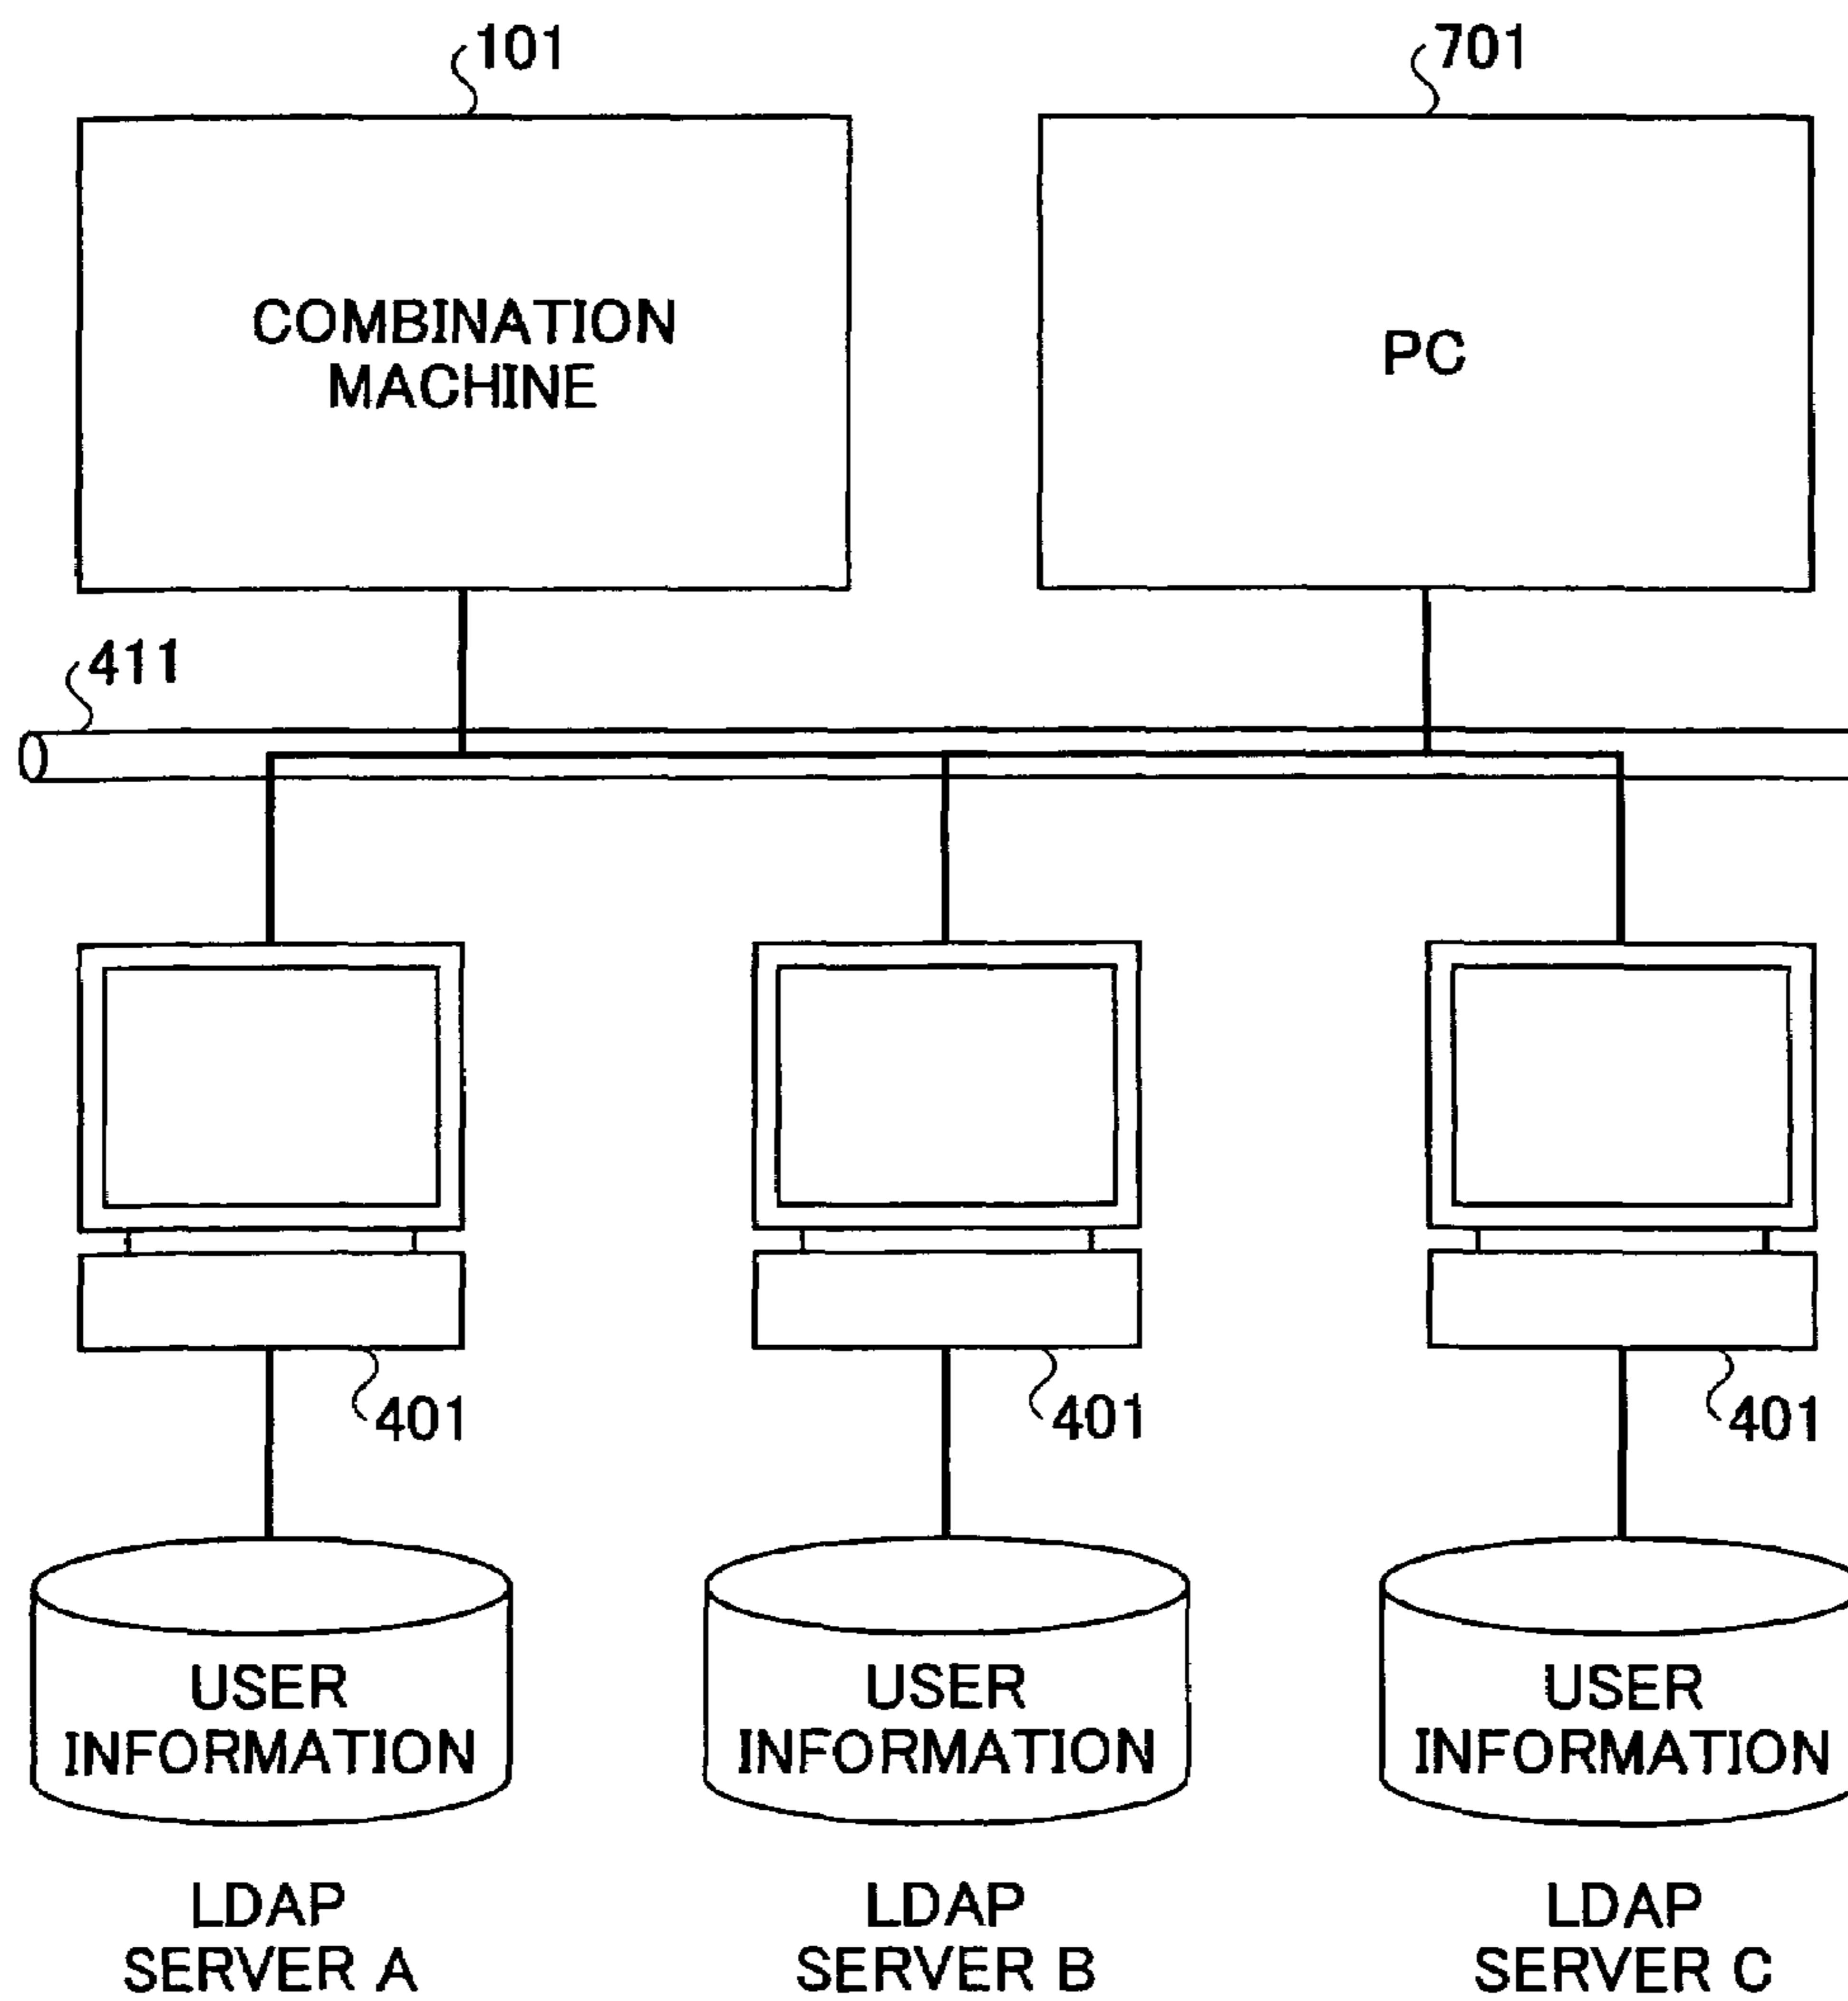 101
701
COMBINATION
MACHINE
PC
411
401
401
401
USER
INFORMATION
USER
INFORMATION
USER
INFORMATION
LDAP
SERVER A
LDAP
SERVER B
LDAP
SERVER C